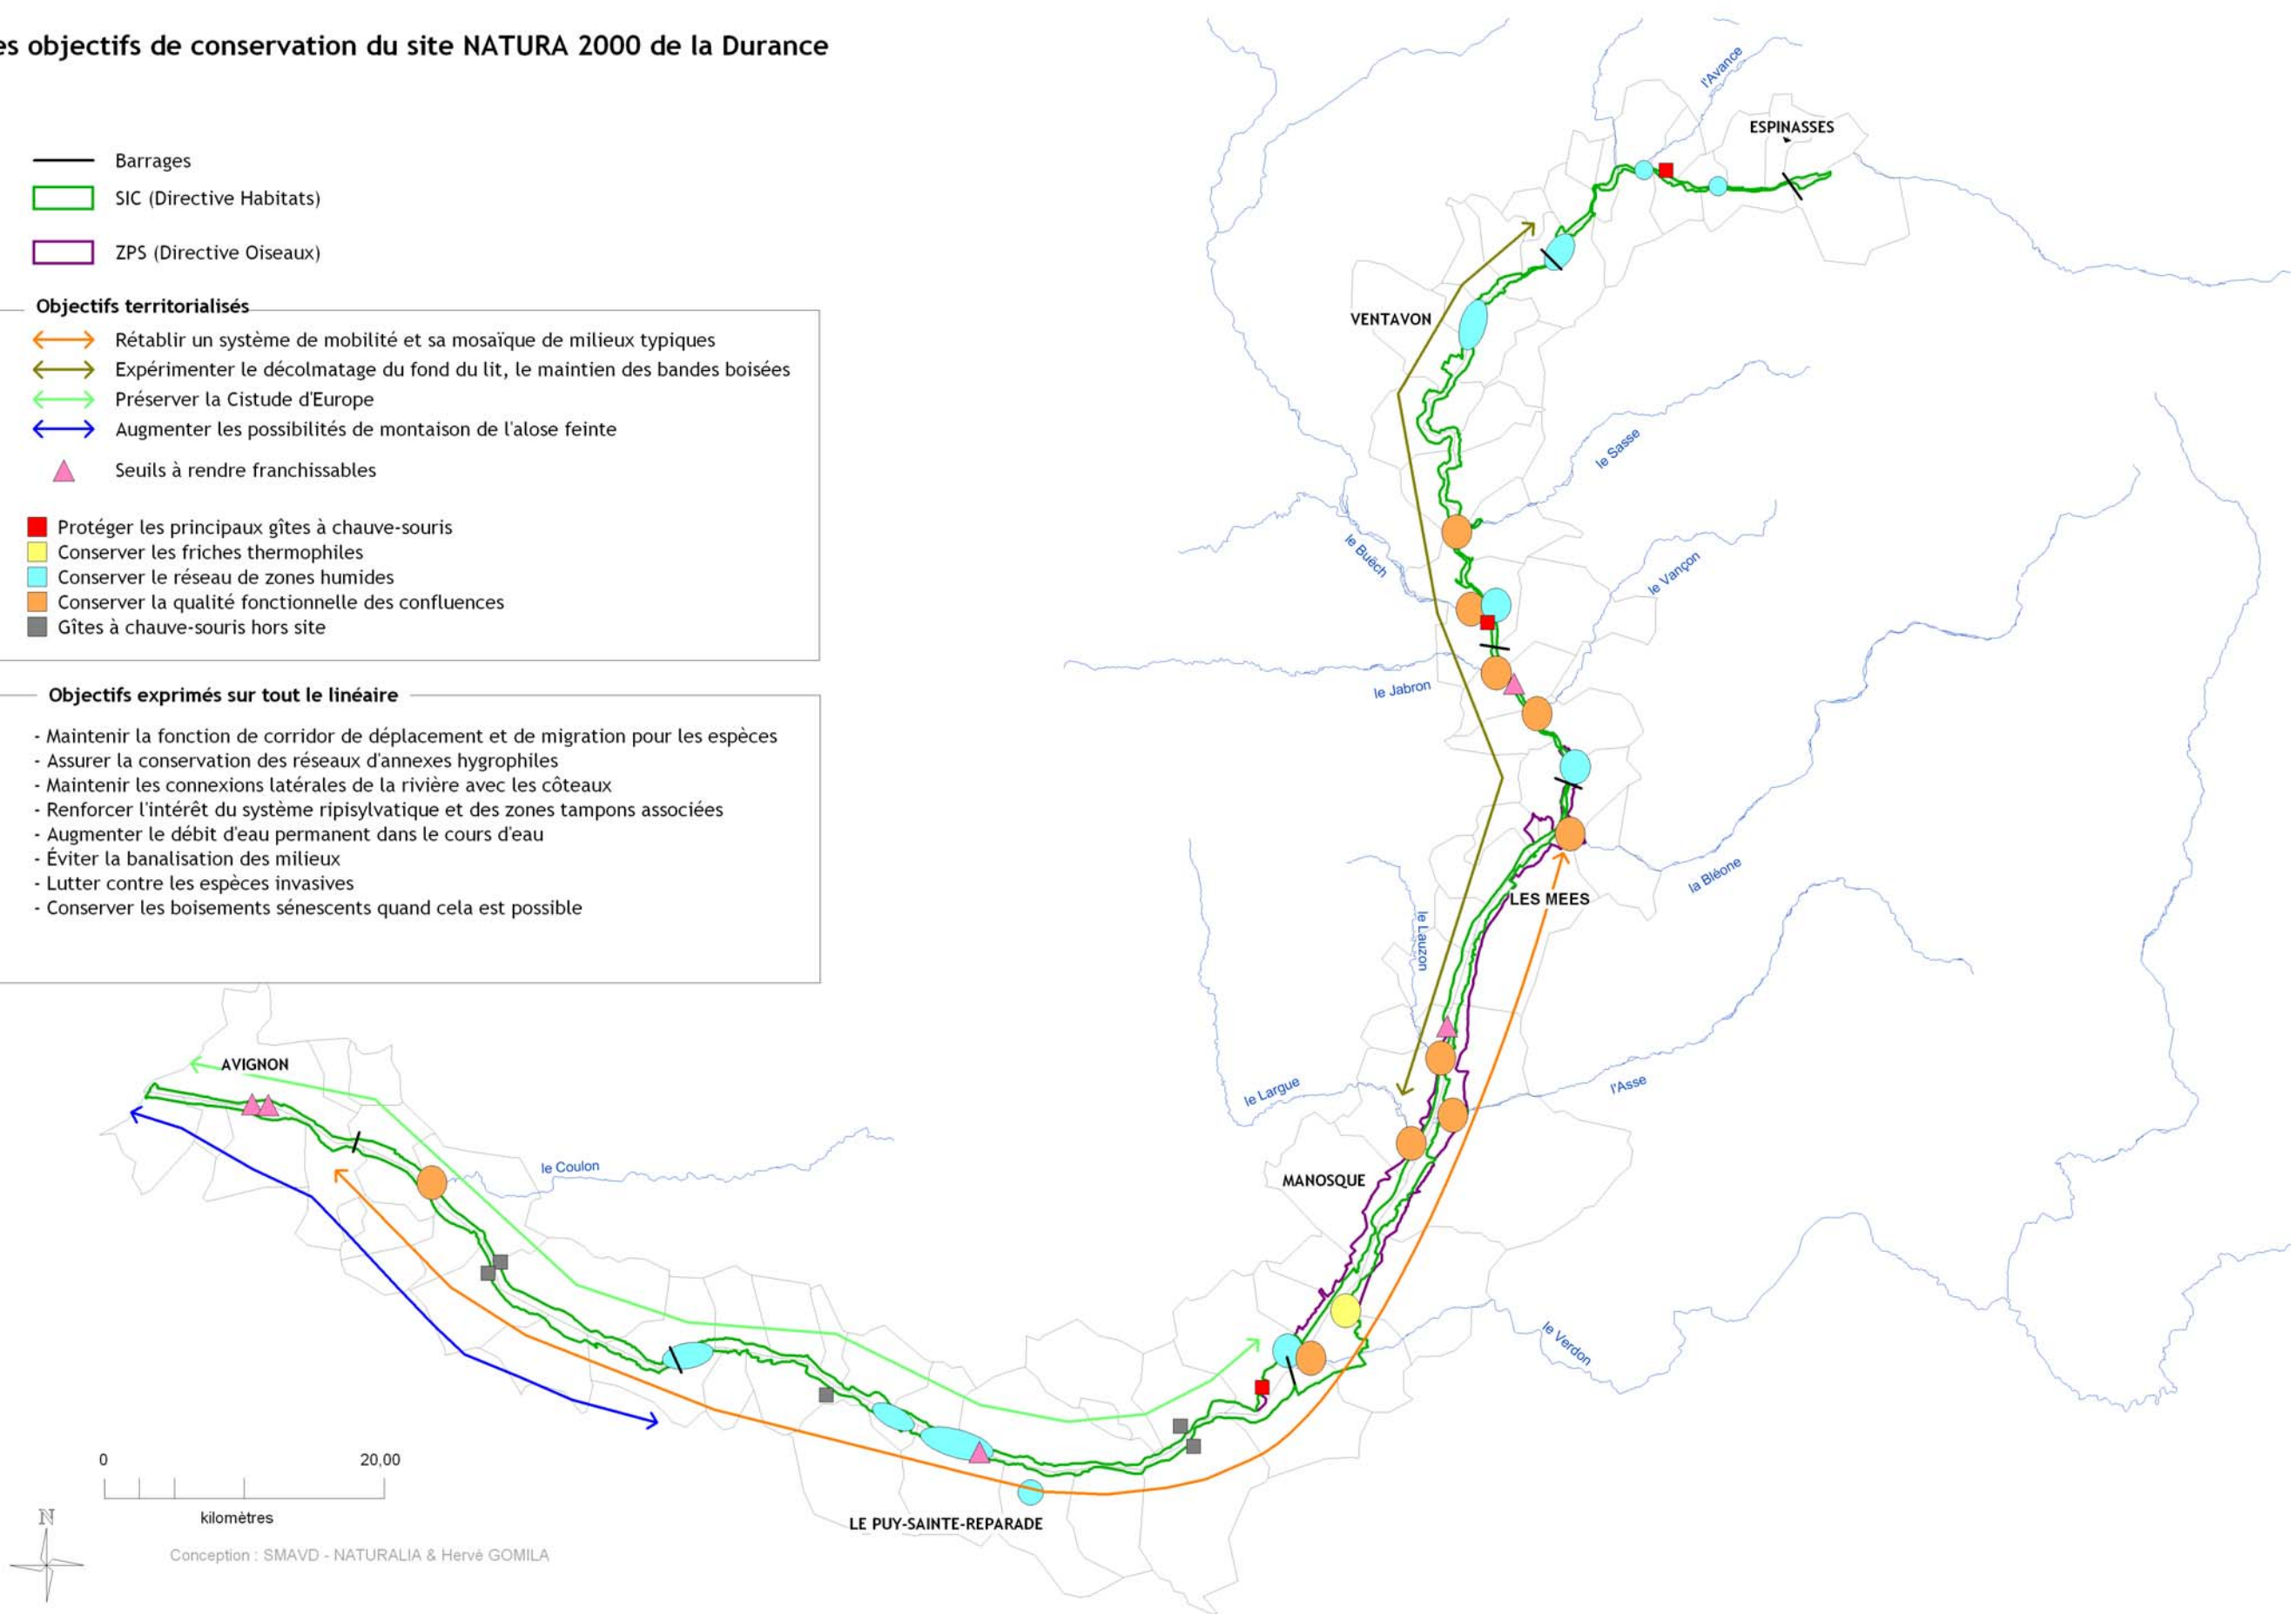 es objectifs de conservation du site NATURA 2000 de la Durance
Barrages
SIC (Directive Habitats)
ZPS (Directive Oiseaux)
Objectifs territorialisés
Rétablir un système de mobilité et sa mosaïque de milieux typiques
Expérimenter le décolmatage du fond du lit, le maintien des bandes boisées
Préserver la Cistude d'Europe
Augmenter les possibilités de montaison de l'alose feinte
Seuils à rendre franchissables
Protéger les principaux gîtes à chauve-souris
Conserver les friches thermophiles
Conserver le réseau de zones humides
Conserver la qualité fonctionnelle des confluences
Gîtes à chauve-souris hors site
Objectifs exprimés sur tout le linéaire
- Maintenir la fonction de corridor de déplacement et de migration pour les espèces
- Assurer la conservation des réseaux d'annexes hygrophiles
- Maintenir les connexions latérales de la rivière avec les côteaux
- Renforcer l'intérêt du système ripisylvatique et des zones tampons associées
- Augmenter le débit d'eau permanent dans le cours d'eau
- Éviter la banalisation des milieux
- Lutter contre les espèces invasives
- Conserver les boisements sénescents quand cela est possible
l'Avance
ESPINASSES
VENTAVON
le Sasse
le Buëch
le Vançon
le Jabron
la Bléone
LES MEES
le Lauzon
le Largue
l'Asse
MANOSQUE
le Verdon
AVIGNON
le Coulon
LE PUY-SAINTE-REPARADE
0
20,00
kilomètres
N
Conception : SMAVD - NATURALIA & Hervé GOMILA